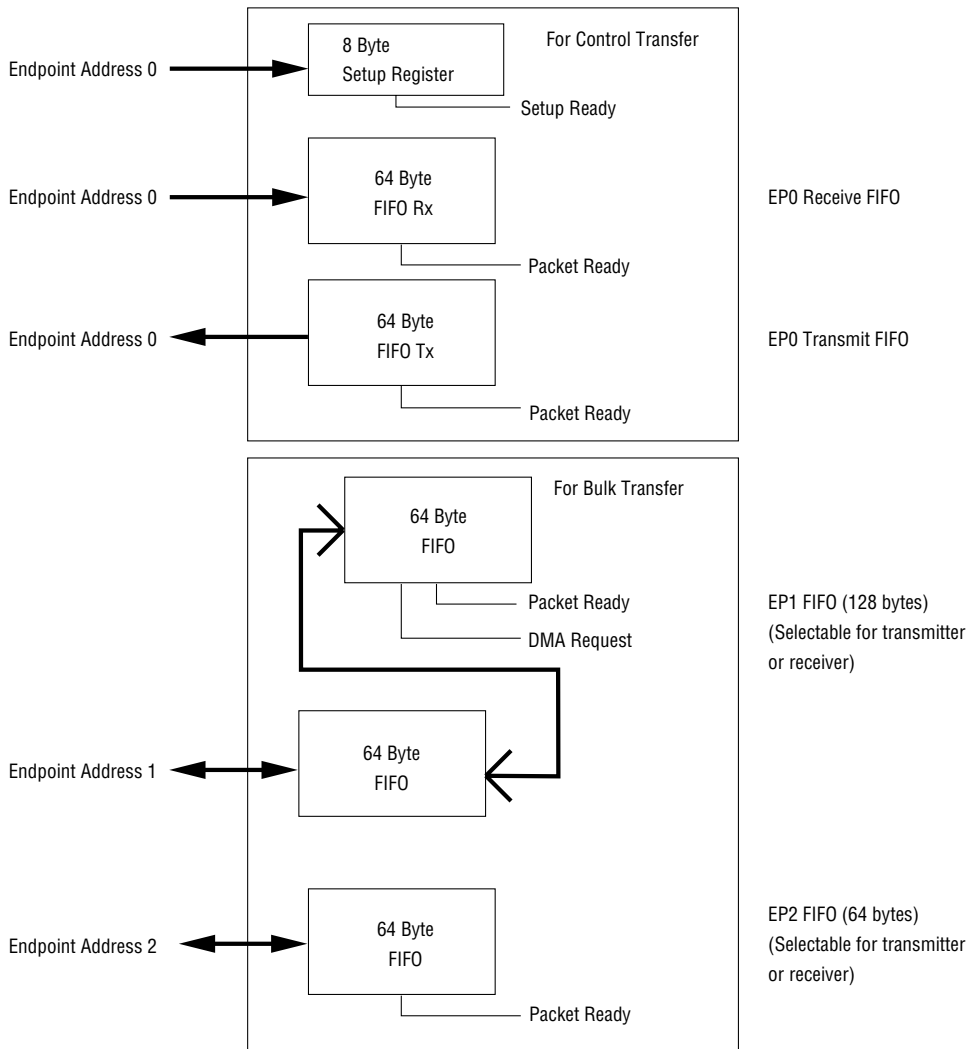 For Control Transfer
8 Byte
Setup Register
Endpoint Address 0
Setup Ready
64 Byte
FIFO Rx
Endpoint Address 0
EP0 Receive FIFO
Packet Ready
64 Byte
FIFO Tx
Endpoint Address 0
EP0 Transmit FIFO
Packet Ready
For Bulk Transfer
64 Byte
FIFO
Packet Ready
DMA Request
EP1 FIFO (128 bytes)
(Selectable for transmitter
or receiver)
64 Byte
FIFO
Endpoint Address 1
64 Byte
FIFO
Endpoint Address 2
EP2 FIFO (64 bytes)
(Selectable for transmitter
or receiver)
Packet Ready